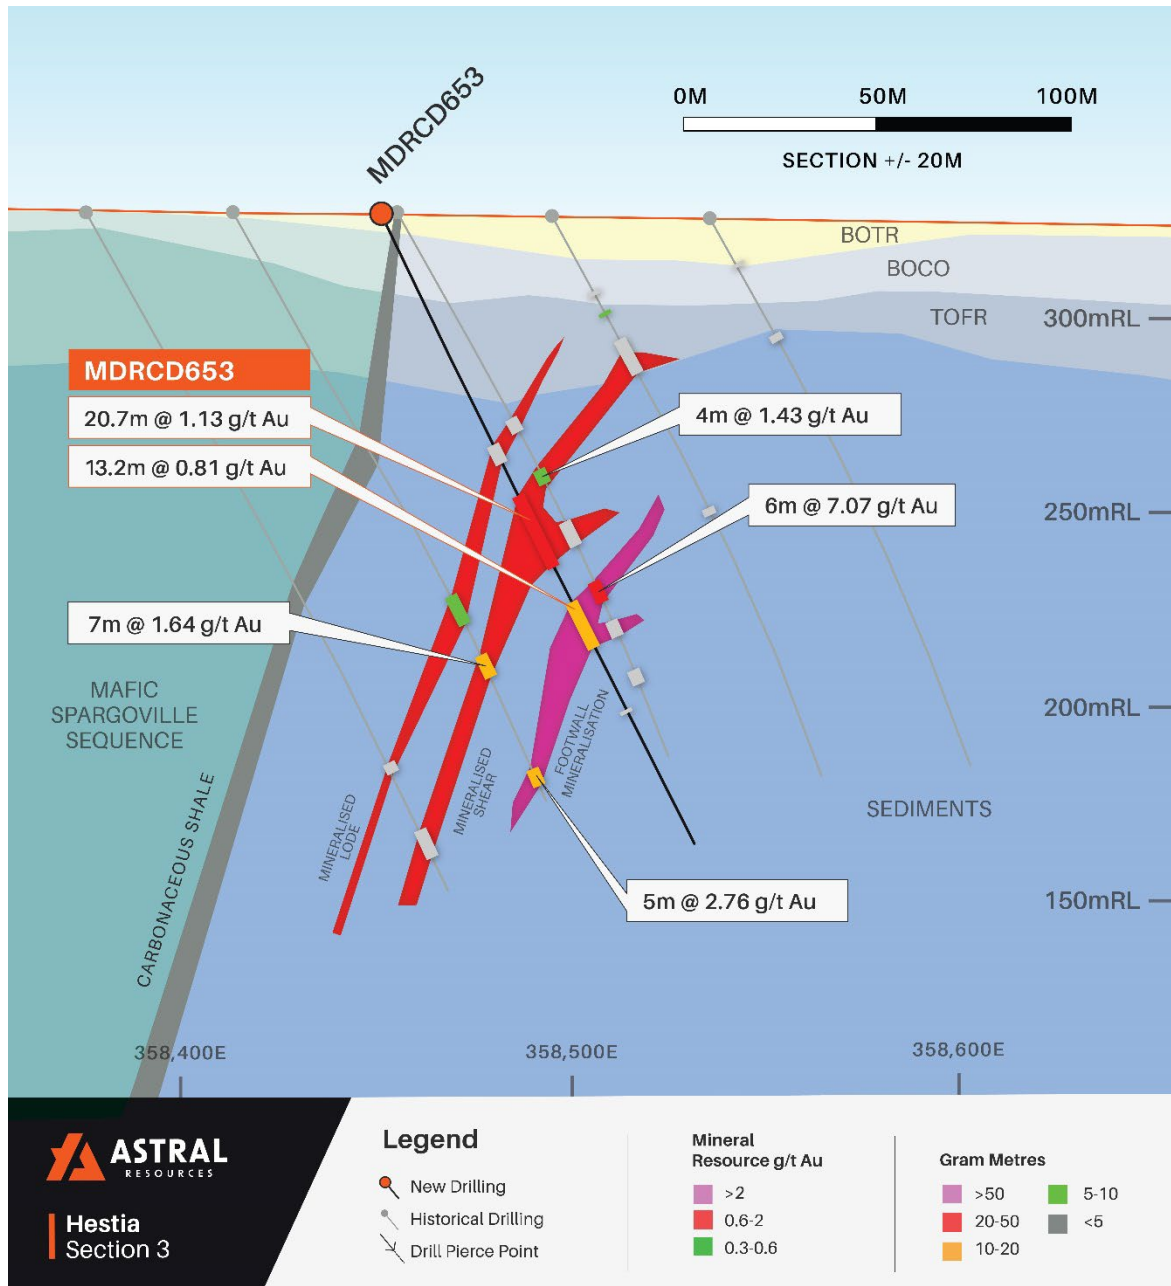 MDRCD653
0M 50M 100M
SECTION +/- 20M
BOTR
BOCO
TOFR
300mRL
MDRCD653
20.7m @ 1.13 g/t Au
13.2m @ 0.81 g/t Au
4m @ 1.43 g/t Au
6m @ 7.07 g/t Au
250mRL
7m @ 1.64 g/t Au
MAFIC
SPARGOVILLE
SEQUENCE
200mRL
CARBONACEOUS SHALE
MINERALISED
LODE
MINERALISED
SHEAR
FOOTWALL
MINERALISATION
SEDIMENTS
5m @ 2.76 g/t Au
150mRL
358,400E
358,500E
358,600E
ASTRAL
RESOURCES
Hestia
Section 3
Legend
New Drilling
Historical Drilling
Drill Pierce Point
Mineral
Resource g/t Au
>2
0.6-2
0.3-0.6
Gram Metres
>50
20-50
10-20
5-10
<5